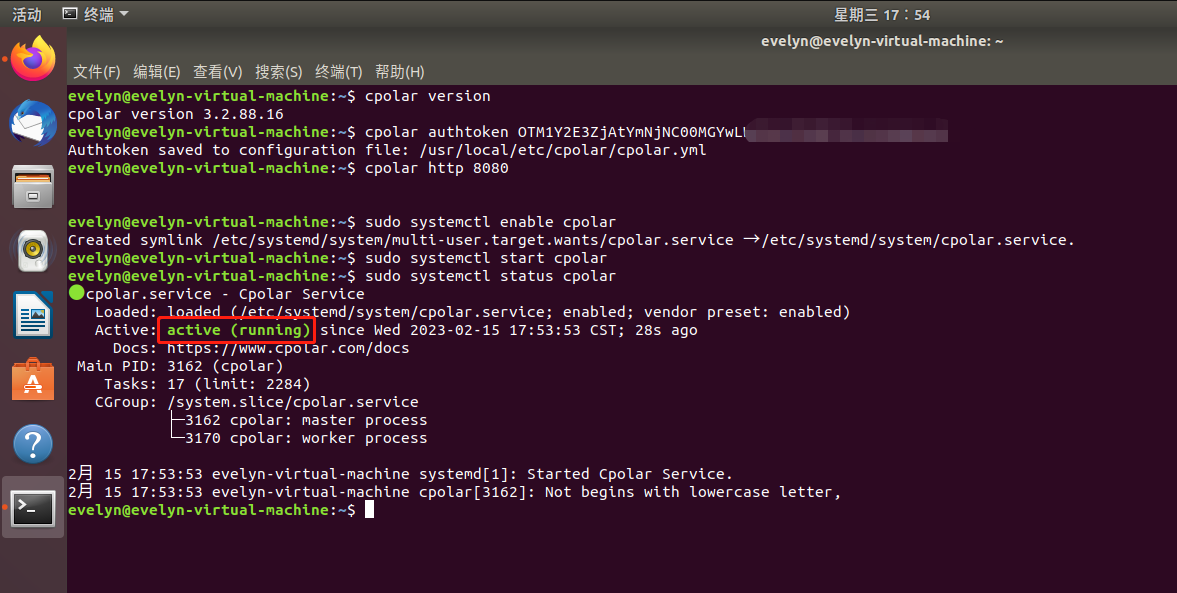 活动 终端 星期三 17：54
evelyn@evelyn-virtual-machine: ~
文件(F) 编辑(E) 查看(V) 搜索(S) 终端(T) 帮助(H)
evelyn@evelyn-virtual-machine:~$ cpolar version
cpolar version 3.2.88.16
evelyn@evelyn-virtual-machine:~$ cpolar authtoken
Authtoken saved to configuration file: /usr/local/etc/cpolar/cpolar.yml
evelyn@evelyn-virtual-machine:~$ cpolar http 8080
evelyn@evelyn-virtual-machine:~$ sudo systemctl enable cpolar
Created symlink /etc/systemd/system/multi-user.target.wants/cpolar.service →/etc/systemd/system/cpolar.service.
evelyn@evelyn-virtual-machine:~$ sudo systemctl start cpolar
evelyn@evelyn-virtual-machine:~$ sudo systemctl status cpolar
●cpolar.service - Cpolar Service
Loaded: loaded (/etc/systemd/system/cpolar.service; enabled; vendor preset: enabled)
Active: active (running) since Wed 2023-02-15 17:53:53 CST; 28s ago
Docs: https://www.cpolar.com/docs
Main PID: 3162 (cpolar)
Tasks: 17 (limit: 2284)
CGroup: /system.slice/cpolar.service
├─3162 cpolar: master process
└─3170 cpolar: worker process
2月 15 17:53:53 evelyn-virtual-machine systemd[1]: Started Cpolar Service.
2月 15 17:53:53 evelyn-virtual-machine cpolar[3162]: Not begins with lowercase letter,
evelyn@evelyn-virtual-machine:~$